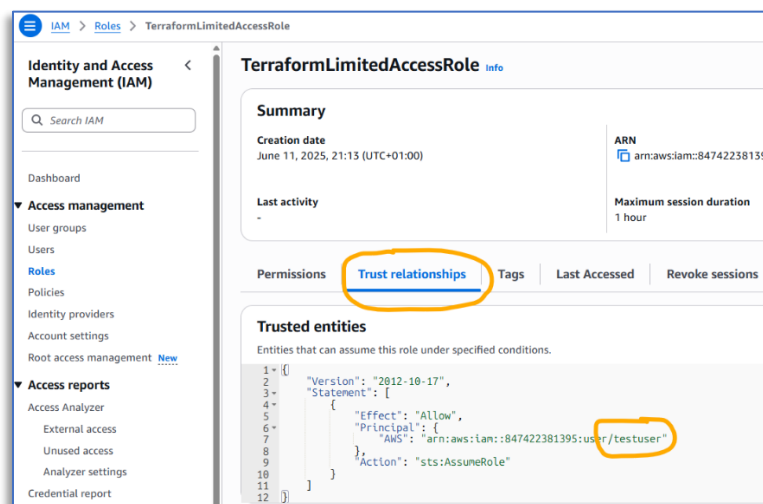 IAM > Roles > TerraformLimitedAccessRole
Identity and Access
Management (IAM)
Search IAM
Dashboard
Access management
User groups
Users
Roles
Policies
Identity providers
Account settings
Root access management New
Access reports
Access Analyzer
External access
Unused access
Analyzer settings
Credential report
TerraformLimitedAccessRole Info
Summary
Creation date
June 11, 2025, 21:13 (UTC+01:00)
ARN
arn:aws:iam::847422381395
Last activity
-
Maximum session duration
1 hour
Permissions Trust relationships Tags Last Accessed Revoke sessions
Trusted entities
Entities that can assume this role under specified conditions.
1 {
2 "Version": "2012-10-17",
3 "Statement": [
4 {
5 "Effect": "Allow",
6 "Principal": {
7 "AWS": "arn:aws:iam::847422381395:user/testuser"
8 },
9 "Action": "sts:AssumeRole"
10 }
11 ]
12 }